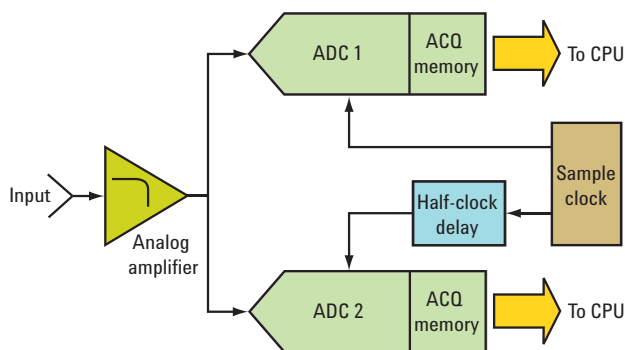 ADC 1
ACQ
memory
To CPU
Input
Analog
amplifier
Half-clock
delay
Sample
clock
ADC 2
ACQ
memory
To CPU